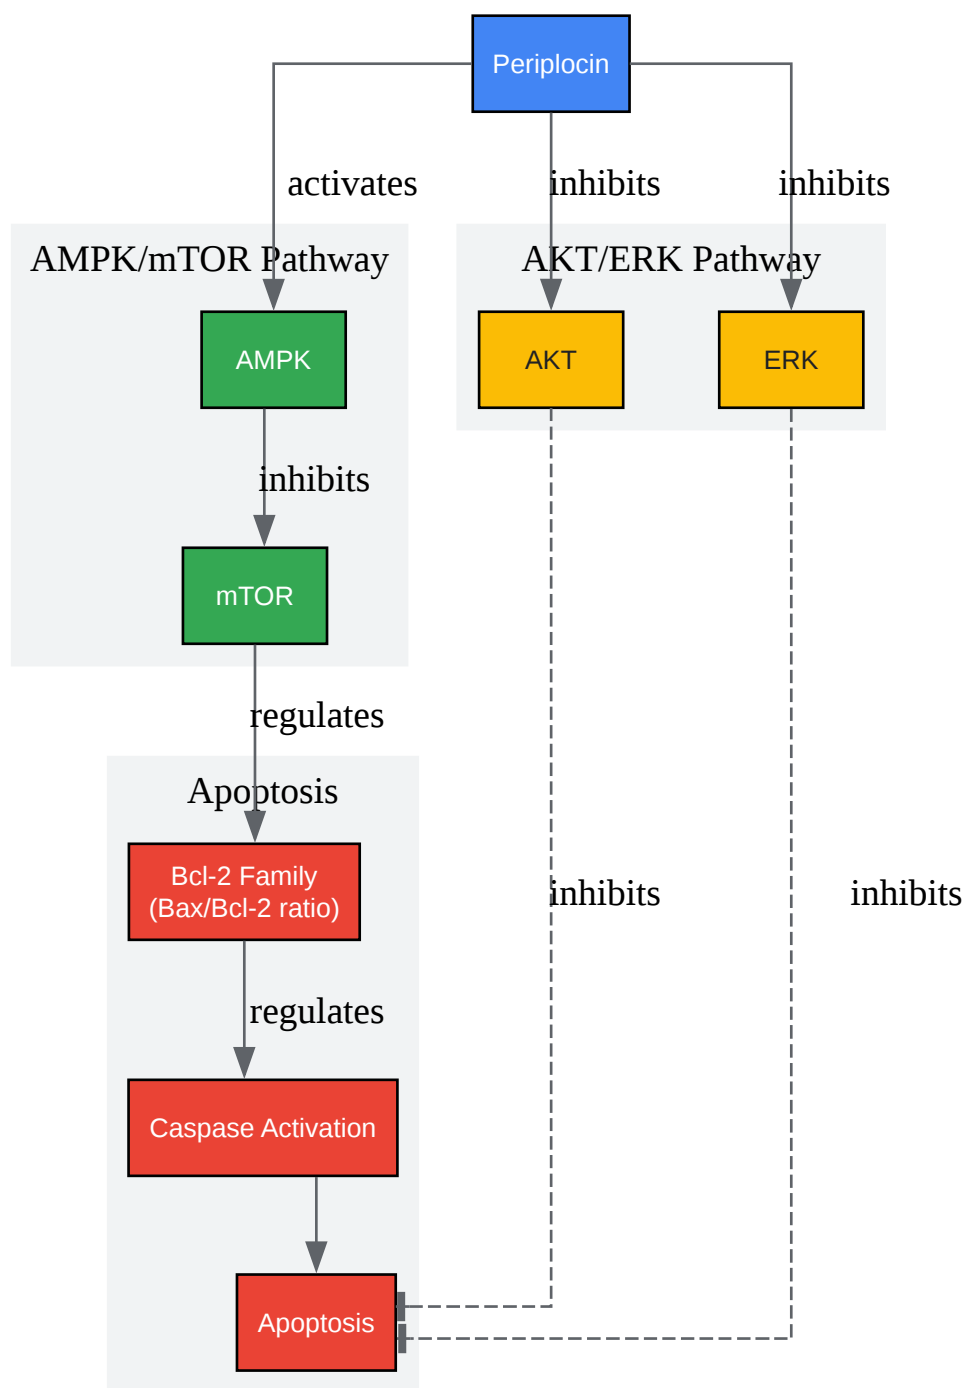 Periplocin
activates
inhibits
inhibits
AMPK/mTOR Pathway
AKT/ERK Pathway
AMPK
AKT
ERK
inhibits
mTOR
regulates
Apoptosis
Bcl-2 Family
(Bax/Bcl-2 ratio)
inhibits
inhibits
regulates
Caspase Activation
Apoptosis